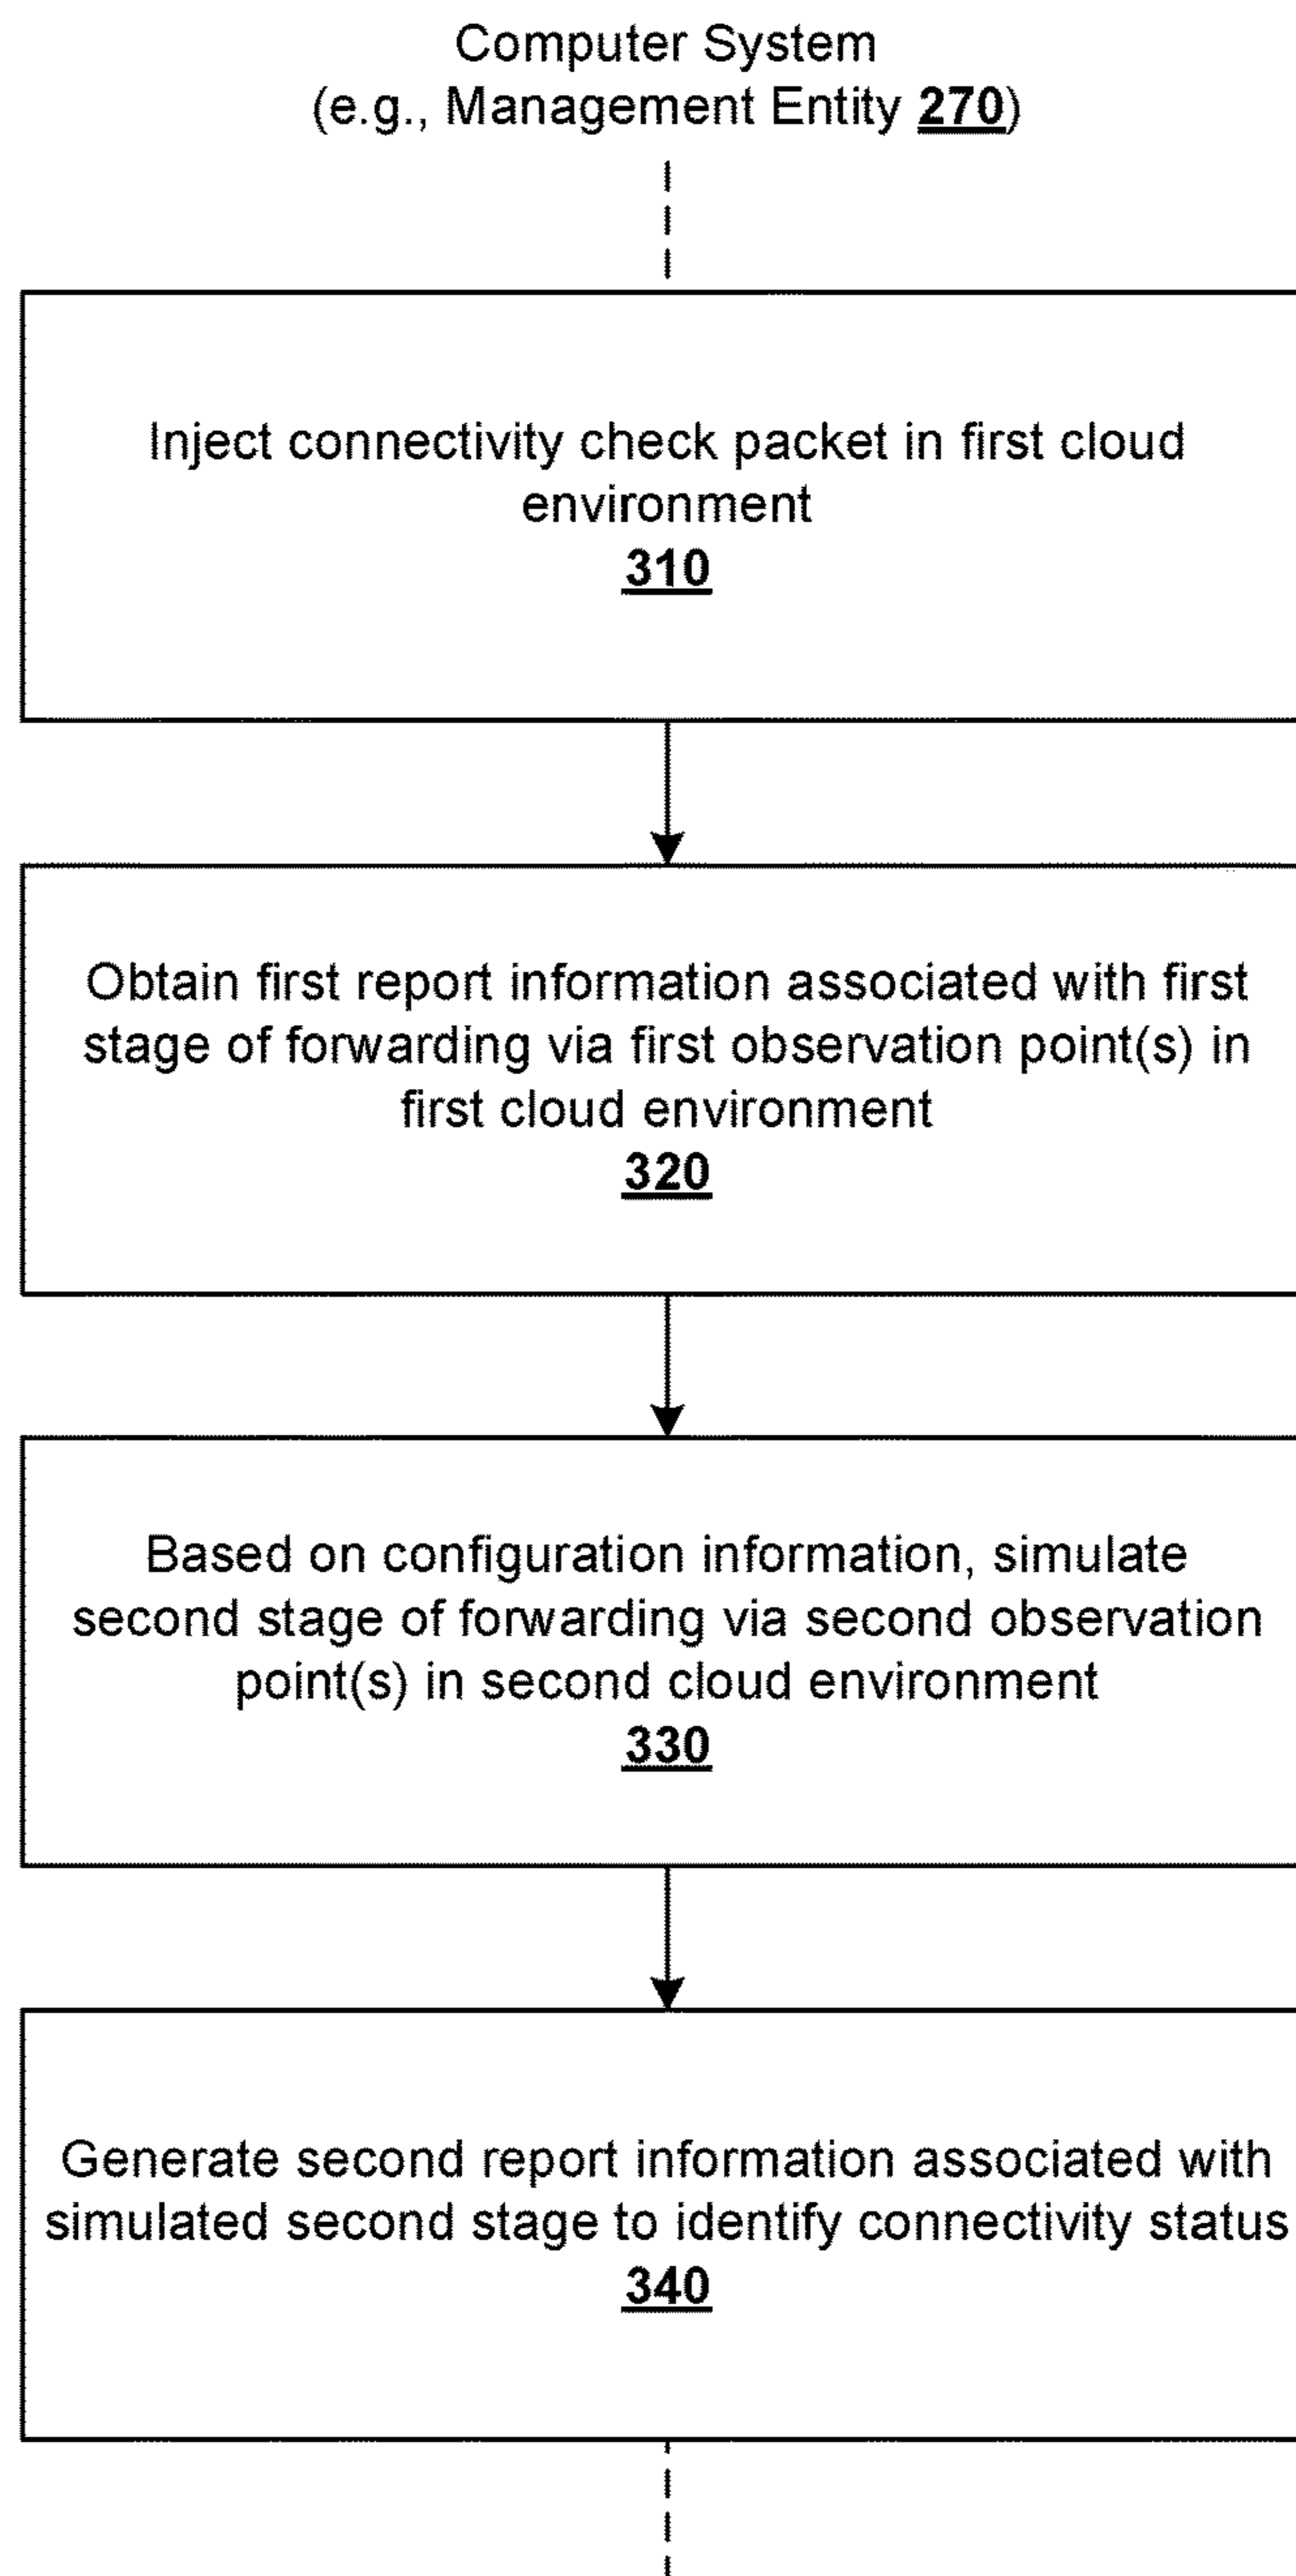 Computer System
(e.g., Management Entity 270)
Inject connectivity check packet in first cloud
environment
310
Obtain first report information associated with first
stage of forwarding via first observation point(s) in
first cloud environment
320
Based on configuration information, simulate
second stage of forwarding via second observation
point(s) in second cloud environment
330
Generate second report information associated with
simulated second stage to identify connectivity status
340